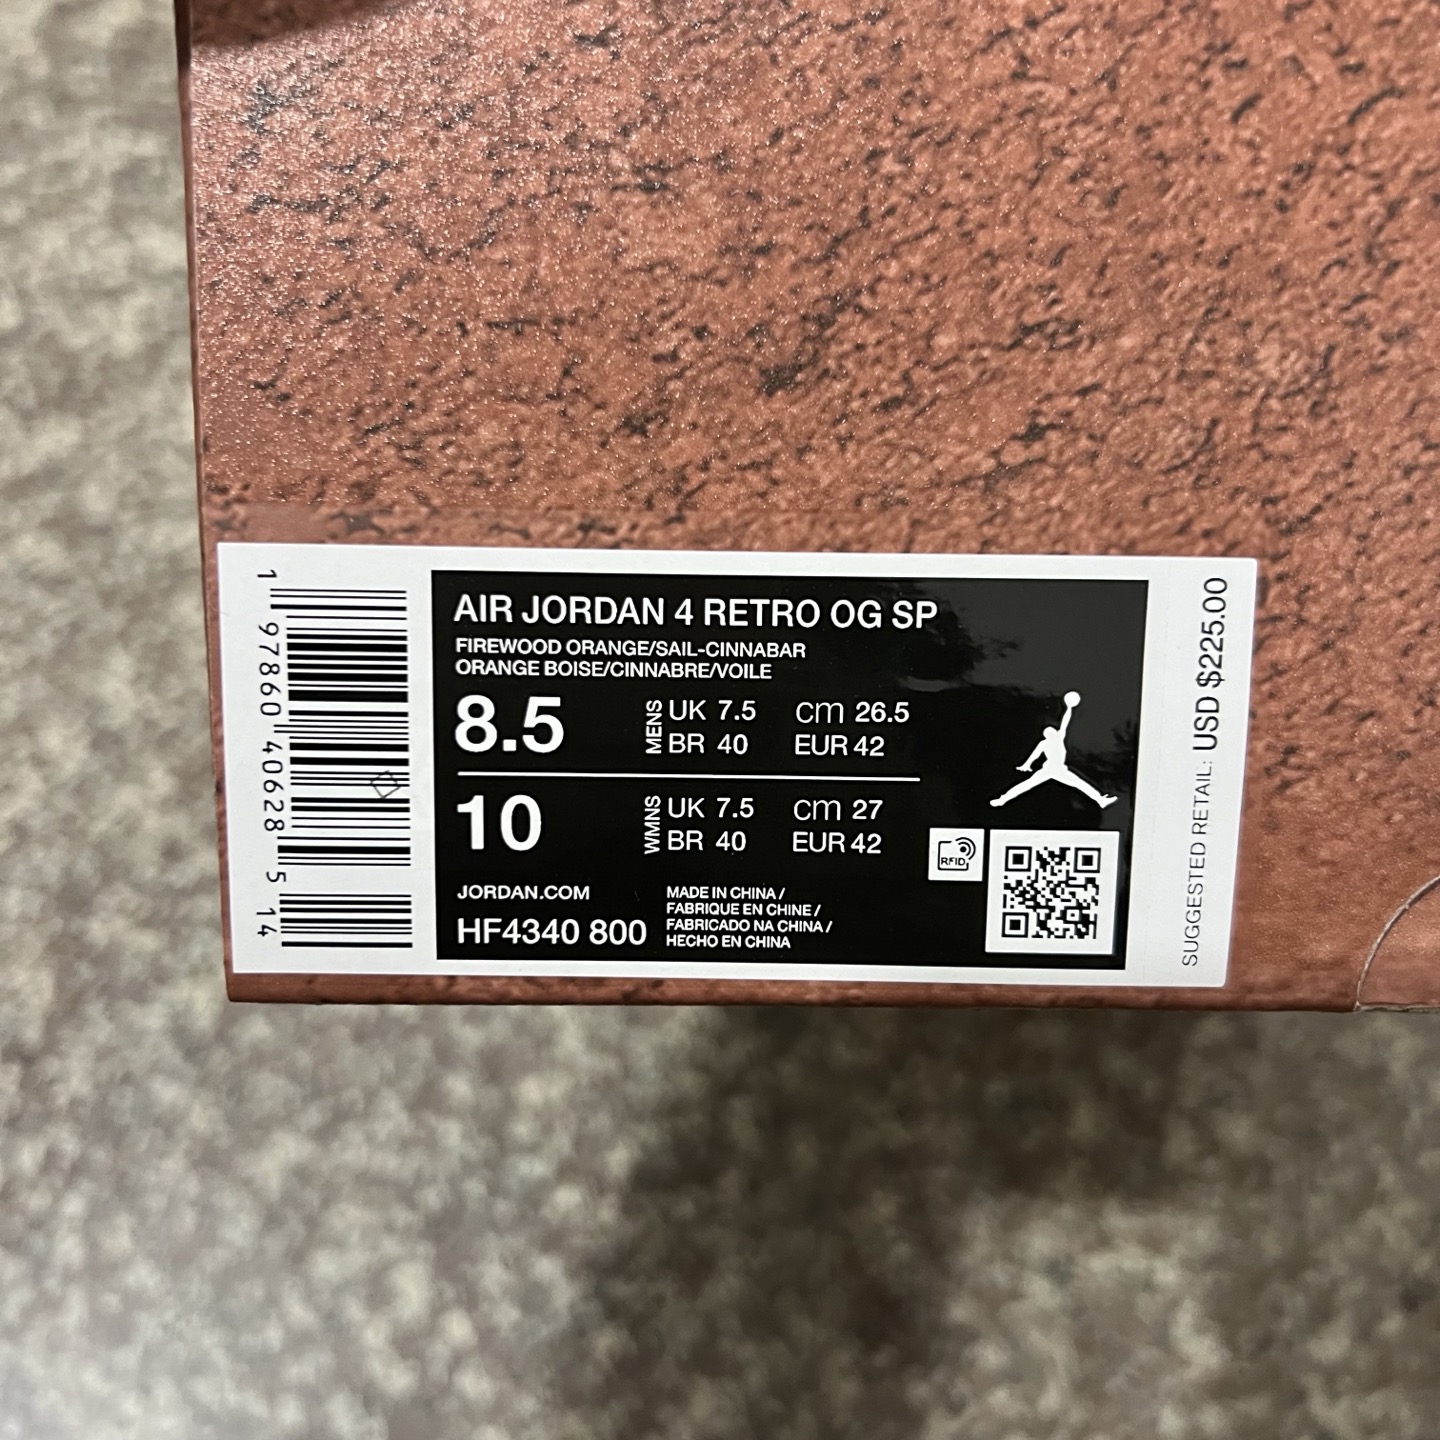 AIR JORDAN 4 RETRO OG SP
FIREWOOD ORANGE/SAIL-CINNABAR
ORANGE BOISE/CINNABRE/VOILE
8.5 MENS UK 7.5 cm 26.5
BR 40 EUR 42
10 WMNS UK 7.5 cm 27
BR 40 EUR 42
JORDAN.COM
HF4340 800
MADE IN CHINA /
FABRIQUE EN CHINE /
FABRICADO NA CHINA /
HECHO EN CHINA
RFID
1 97860 40628 5 14
SUGGESTED RETAIL: USD $225.00